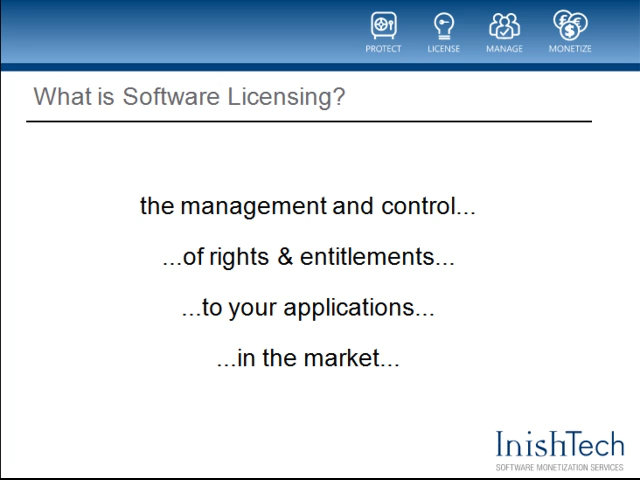 PROTECT LICENSE MANAGE MONETIZE
What is Software Licensing?
the management and control...
...of rights & entitlements...
...to your applications...
...in the market...
InishTech
SOFTWARE MONETIZATION SERVICES